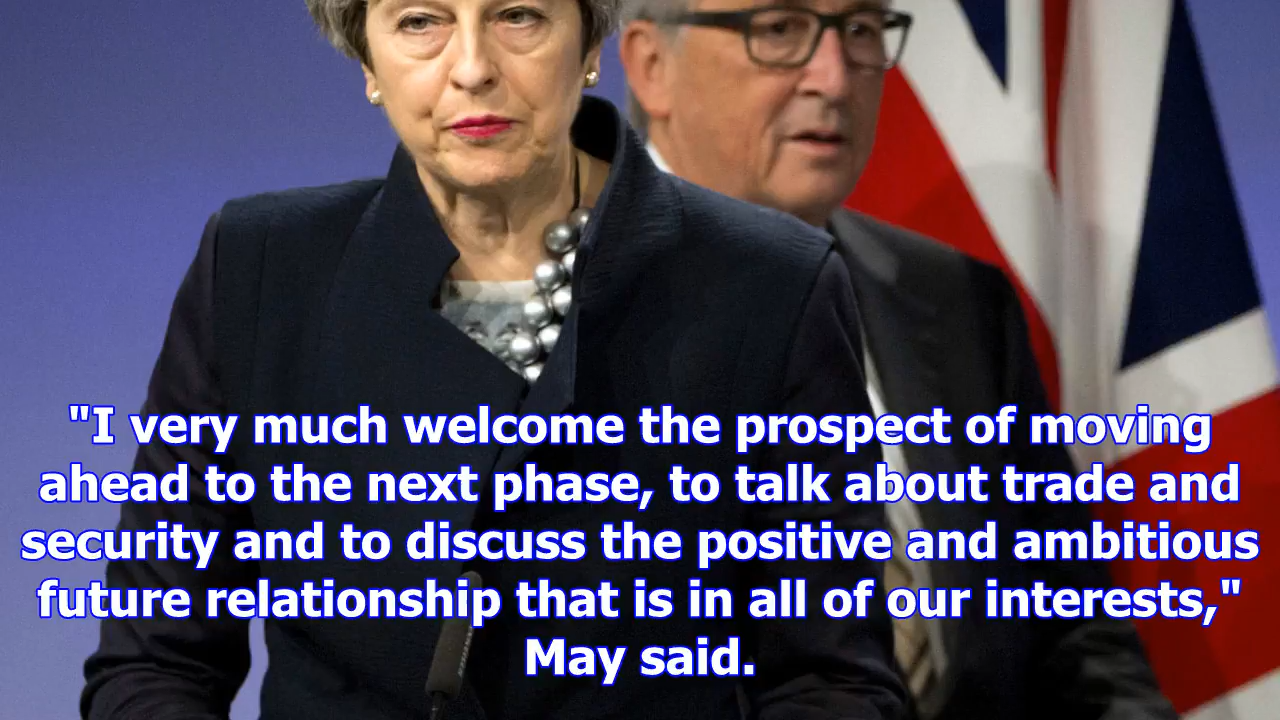 "I very much welcome the prospect of moving
ahead to the next phase, to talk about trade and
security and to discuss the positive and ambitious
future relationship that is in all of our interests,"
May said.